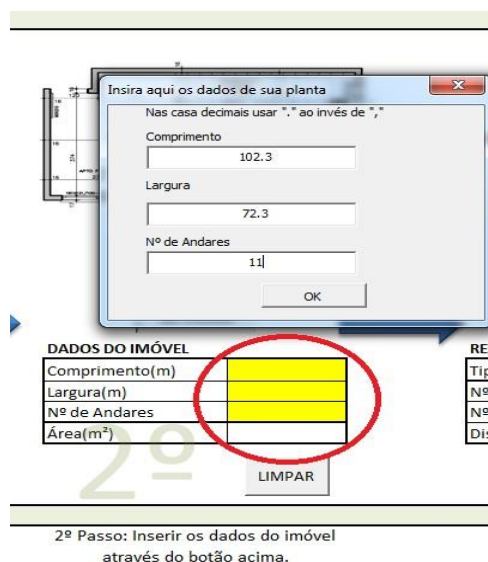 Insira aqui os dados de sua planta
Nas casa decimais usar "." ao invés de ","
Comprimento
102.3
Largura
72.3
Nº de Andares
11
OK
DADOS DO IMÓVEL
Comprimento(m)
Largura(m)
Nº de Andares
Área(m²)
2º
LIMPAR
RE
Tip
Nº
Nº
Dis
2º Passo: Inserir os dados do imóvel
através do botão acima.